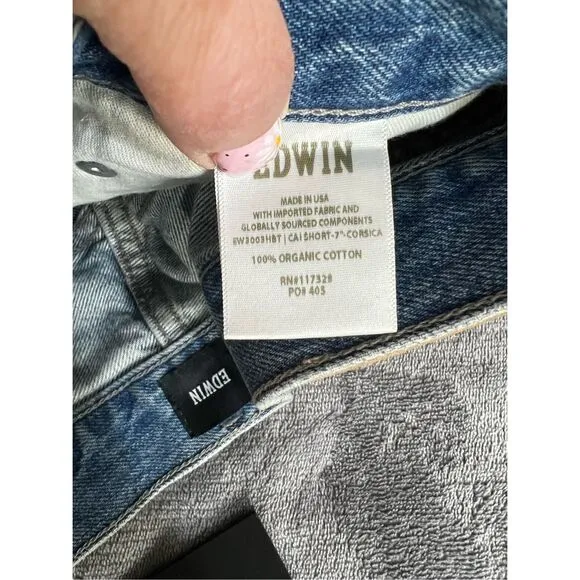 EDWIN
MADE IN USA
WITH IMPORTED FABRIC AND
GLOBALLY SOURCED COMPONENTS
EW3003HBT | CAI SHORT-7"-CORSICA
100% ORGANIC COTTON
RN#117328
PO# 405
EDWIN